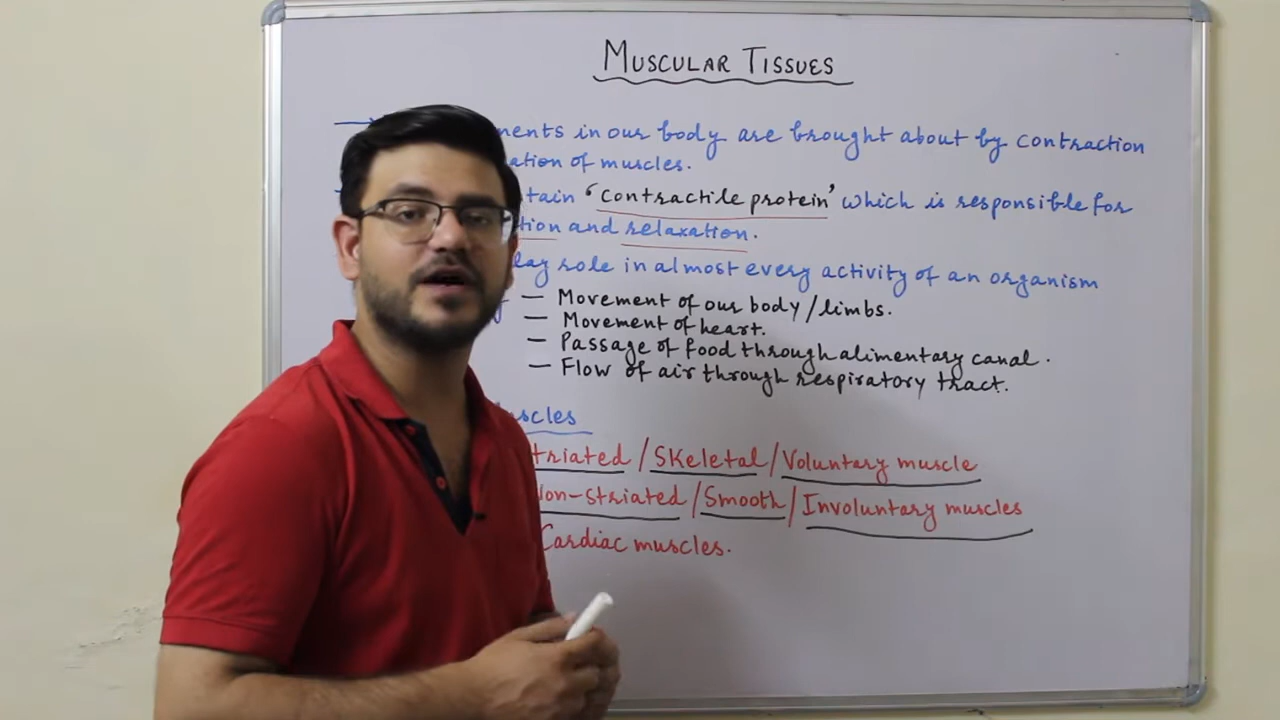 MUSCULAR TISSUES
ments in our body are brought about by contraction
ation of muscles.
tain 'contractile protein' which is responsible for
tion and relaxation.
lay role in almost every activity of an organism
— Movement of our body/limbs.
— Movement of heart.
— Passage of food through alimentary canal.
— Flow of air through respiratory tract.
uscles
triated / Skeletal / Voluntary muscle
Non-striated / Smooth / Involuntary muscles
Cardiac muscles.